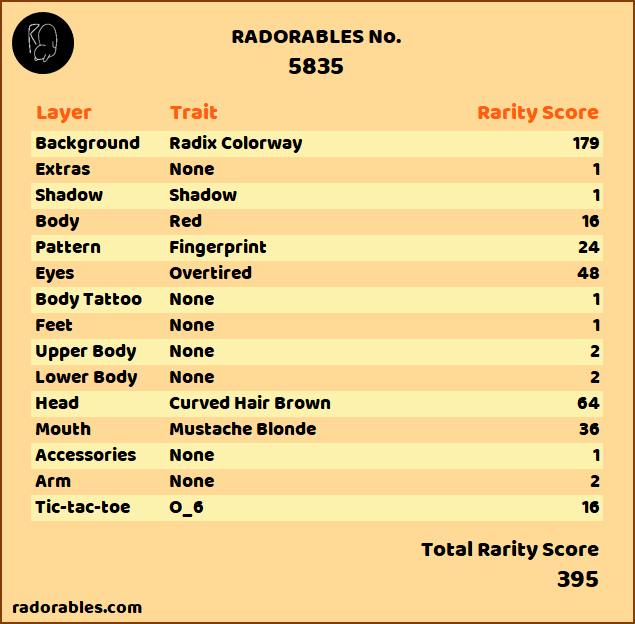 RADORABLES No.
5835
Layer Trait Rarity Score
Background Radix Colorway 179
Extras None 1
Shadow Shadow 1
Body Red 16
Pattern Fingerprint 24
Eyes Overtired 48
Body Tattoo None 1
Feet None 1
Upper Body None 2
Lower Body None 2
Head Curved Hair Brown 64
Mouth Mustache Blonde 36
Accessories None 1
Arm None 2
Tic-tac-toe O_6 16
Total Rarity Score
395
radorables.com